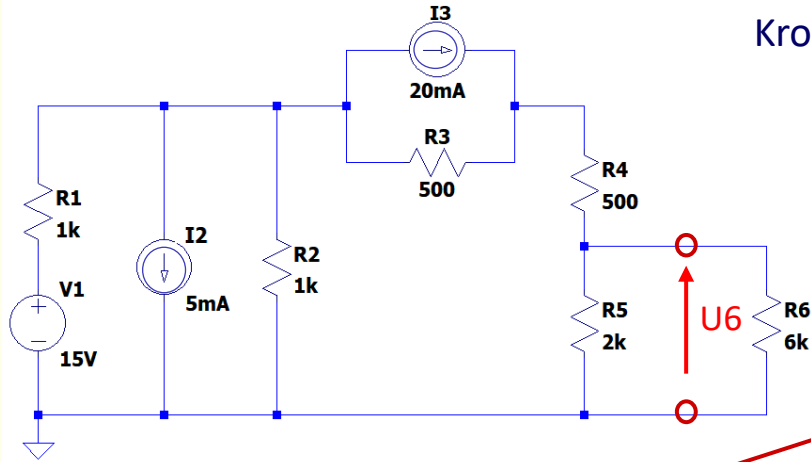 I3
Kro
20mA
R3
500
R1
1k
I2
5mA
R2
1k
R4
500
V1
+
−
15V
R5
2k
U6
R6
6k